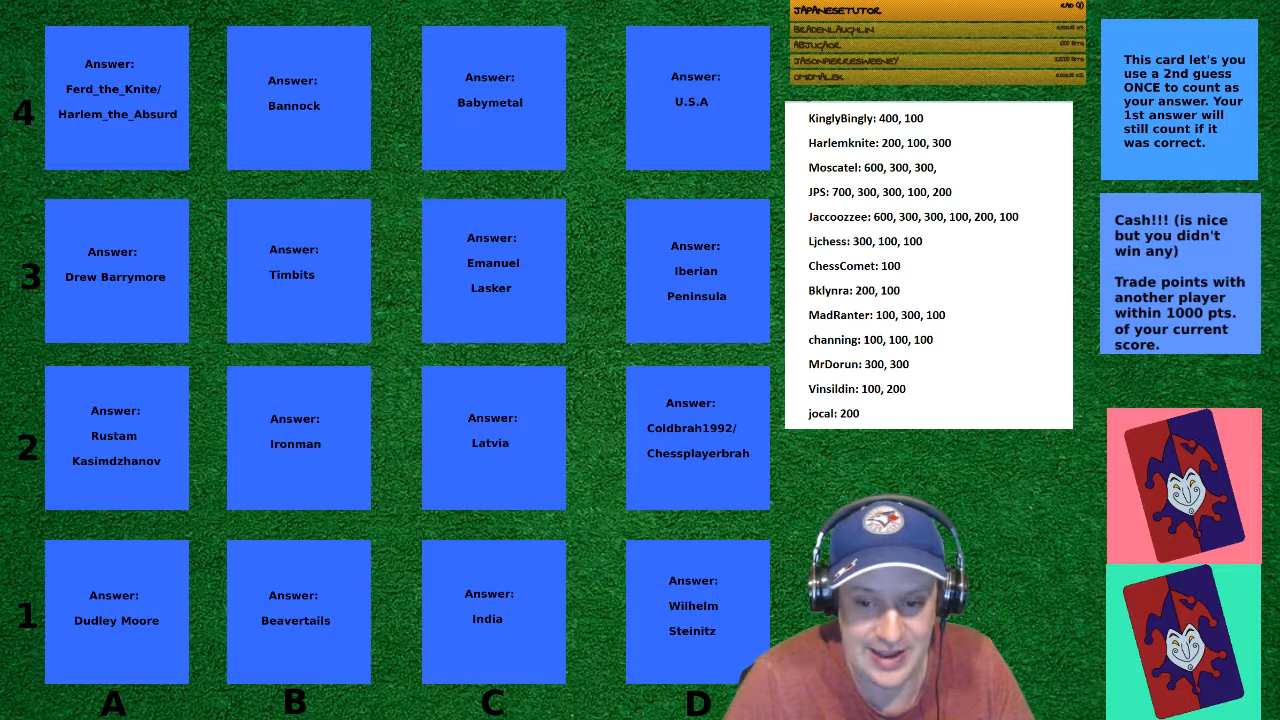 4
Answer:
Ferd_the_Knite/
Harlem_the_Absurd
Answer:
Bannock
Answer:
Babymetal
Answer:
U.S.A
3
Answer:
Drew Barrymore
Answer:
Timbits
Answer:
Emanuel
Lasker
Answer:
Iberian
Peninsula
2
Answer:
Rustam
Kasimdzhanov
Answer:
Ironman
Answer:
Latvia
Answer:
Coldbrah1992/
Chessplayerbrah
1
Answer:
Dudley Moore
Answer:
Beavertails
Answer:
India
Answer:
Wilhelm
Steinitz
A
B
C
D
JAPANESETUTOR
BRADENLAUGHLIN
ABJUGAOR
JASONPIERRESWEENEY
OMIDMALEK
KinglyBingly: 400, 100
Harlemknite: 200, 100, 300
Moscatel: 600, 300, 300,
JPS: 700, 300, 300, 100, 200
Jaccoozzee: 600, 300, 300, 100, 200, 100
Ljchess: 300, 100, 100
ChessComet: 100
Bklynra: 200, 100
MadRanter: 100, 300, 100
channing: 100, 100, 100
MrDorun: 300, 300
Vinsildin: 100, 200
jocal: 200
This card let's you
use a 2nd guess
ONCE to count as
your answer. Your
1st answer will
still count if it
was correct.
Cash!!! (is nice
but you didn't
win any)
Trade points with
another player
within 1000 pts.
of your current
score.